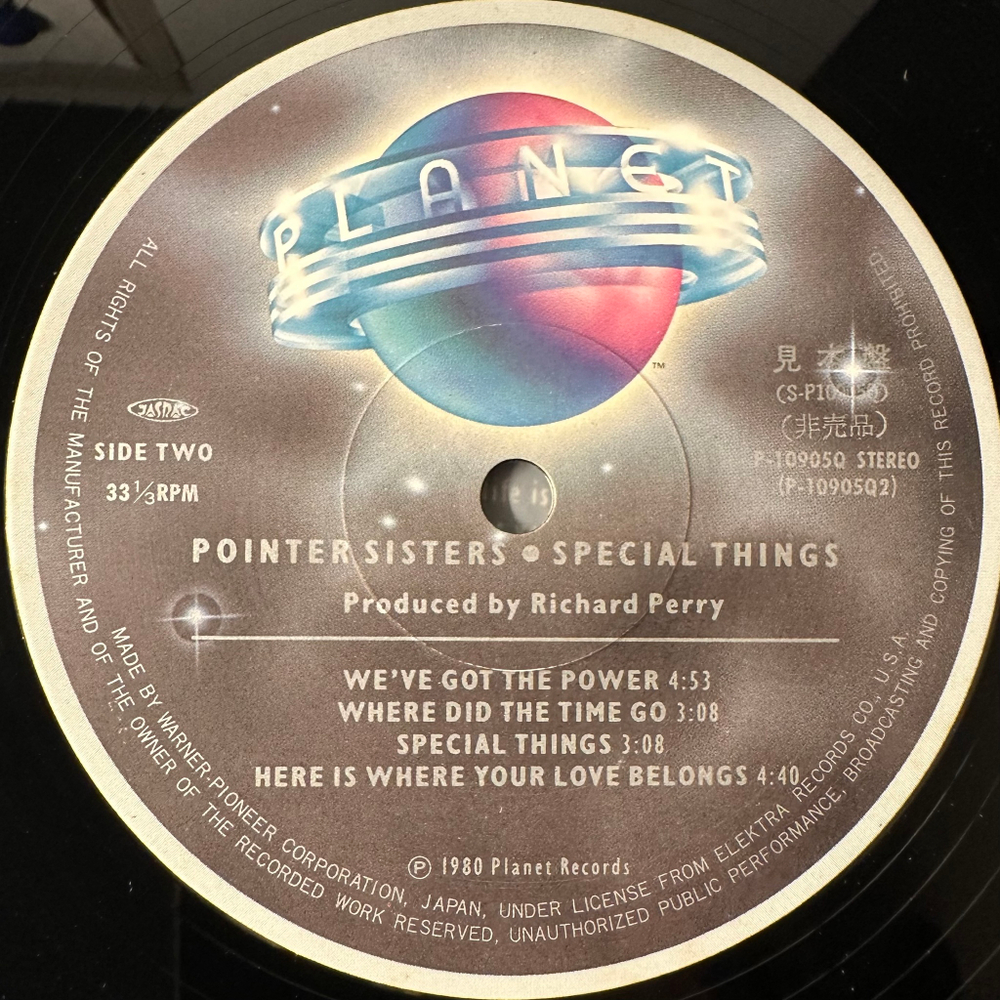 PLANET
TM
見本盤
(非売品)
P-10905Q STEREO
(P-10905Q2)
JASRAC
SIDE TWO
33⅓RPM
POINTER SISTERS • SPECIAL THINGS
Produced by Richard Perry
WE'VE GOT THE POWER 4:53
WHERE DID THE TIME GO 3:08
SPECIAL THINGS 3:08
HERE IS WHERE YOUR LOVE BELONGS 4:40
Ⓟ 1980 Planet Records
MADE BY WARNER-PIONEER CORPORATION, JAPAN, UNDER LICENSE FROM ELEKTRA RECORDS CO., U.S.A.
ALL RIGHTS OF THE MANUFACTURER AND OF THE OWNER OF THE RECORDED WORK RESERVED, UNAUTHORIZED PUBLIC PERFORMANCE, BROADCASTING AND COPYING OF THIS RECORD PROHIBITED